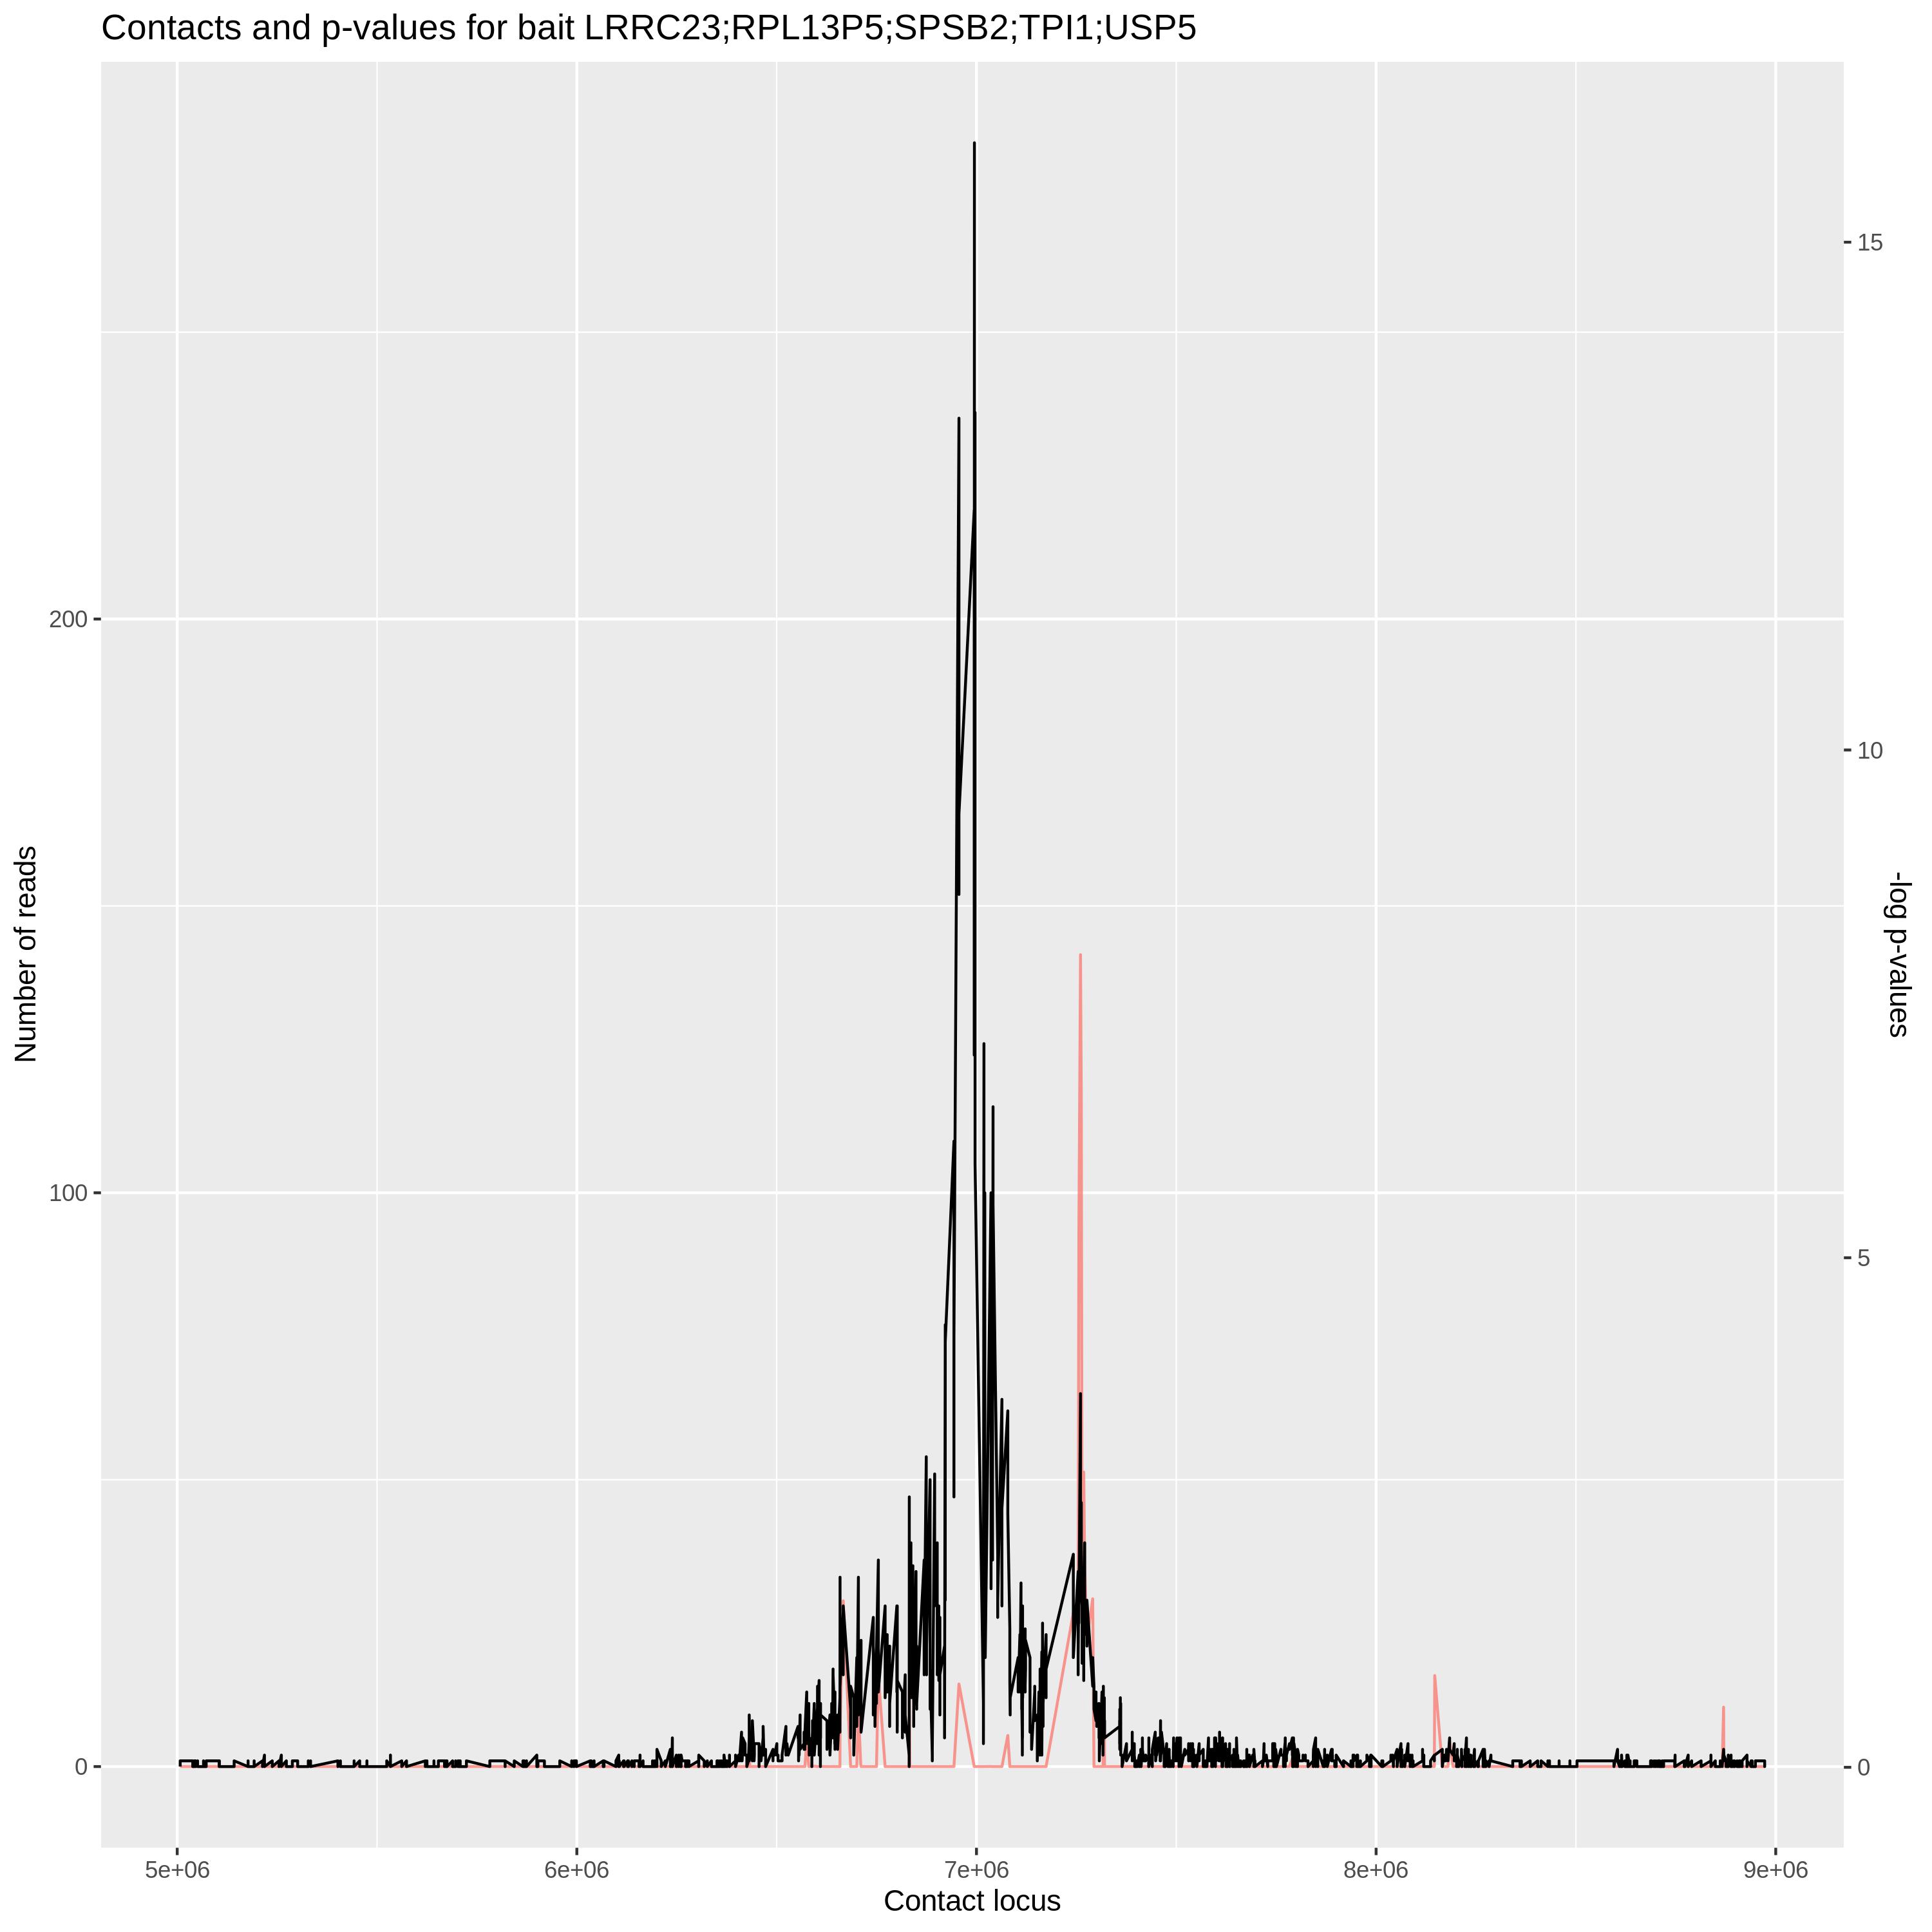 Contacts and p-values for bait LRRC23;RPL13P5;SPSB2;TPI1;USP5
Number of reads
200
100
0
15
10
5
0
-log p-values
5e+06
6e+06
7e+06
8e+06
9e+06
Contact locus